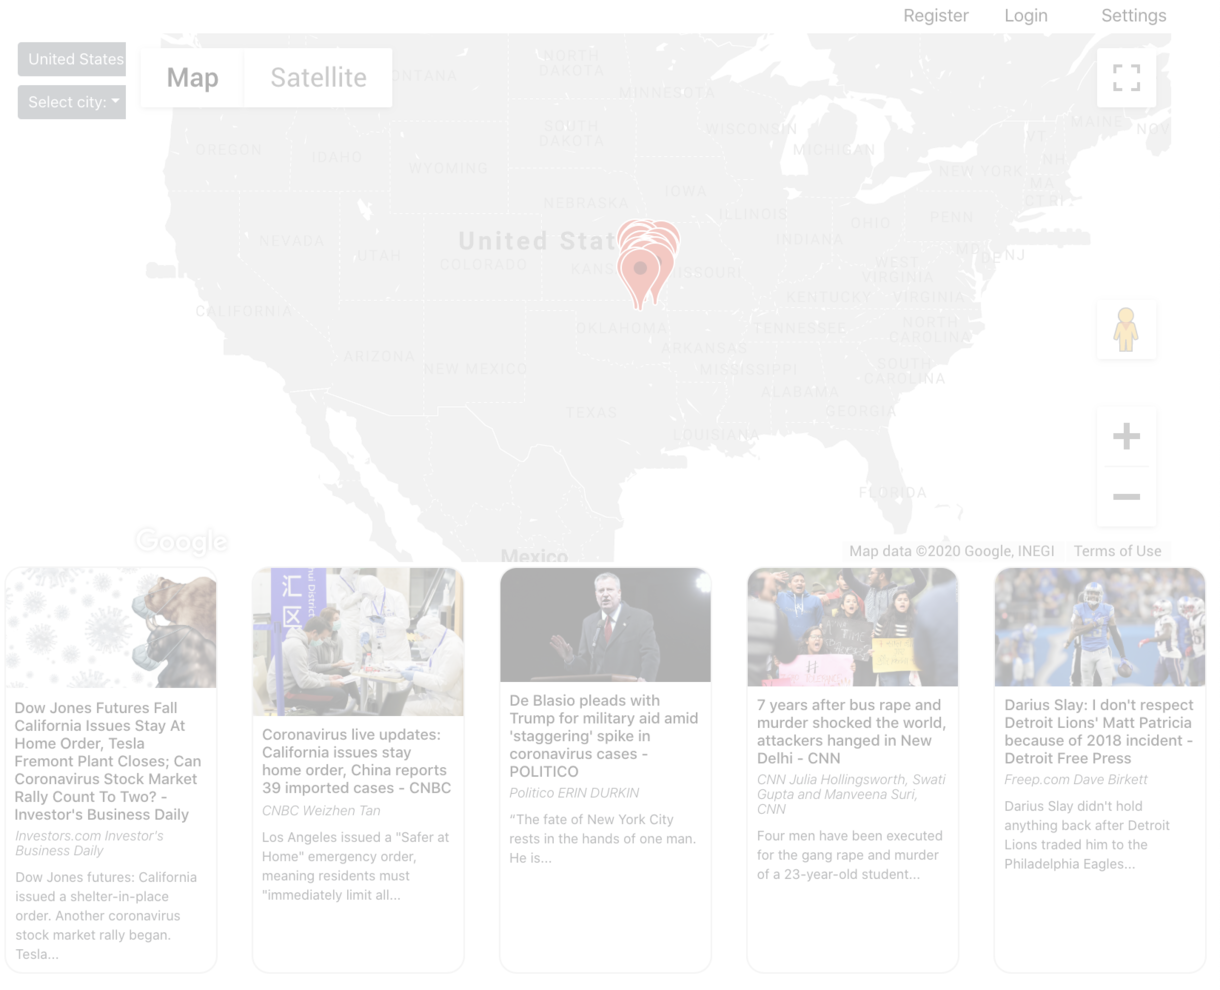 Register Login Settings
United States
Select city:
Map Satellite
NORTH
DAKOTA
MONTANA
MINNESOTA
SOUTH
DAKOTA
WISCONSIN
MICHIGAN
VT
MAINE
NOV
OREGON
IDAHO
WYOMING
NH
NEW YORK
MA
CT RI
IOWA
NEBRASKA
ILLINOIS
INDIANA
OHIO
PENN
NEVADA
United Stat
UTAH
COLORADO
KANS
ISSOURI
WEST
VIRGINIA
MD
DE NJ
KENTUCKY
VIRGINIA
CALIFORNIA
OKLAHOMA
TENNESSEE
NORTH
CAROLINA
ARIZONA
NEW MEXICO
ARKANSAS
MISSISSIPPI
SOUTH
CAROLINA
ALABAMA
TEXAS
GEORGIA
LOUISIANA
FLORIDA
Google
Mexico
Map data ©2020 Google, INEGI Terms of Use
Dow Jones Futures Fall
California Issues Stay At
Home Order, Tesla
Fremont Plant Closes; Can
Coronavirus Stock Market
Rally Count To Two? -
Investor's Business Daily
Investors.com Investor's
Business Daily
Dow Jones futures: California
issued a shelter-in-place
order. Another coronavirus
stock market rally began.
Tesla...
汇
区
hui District
Coronavirus live updates:
California issues stay
home order, China reports
39 imported cases - CNBC
CNBC Weizhen Tan
Los Angeles issued a "Safer at
Home" emergency order,
meaning residents must
"immediately limit all...
De Blasio pleads with
Trump for military aid amid
'staggering' spike in
coronavirus cases -
POLITICO
Politico ERIN DURKIN
“The fate of New York City
rests in the hands of one man.
He is...
7 years after bus rape and
murder shocked the world,
attackers hanged in New
Delhi - CNN
CNN Julia Hollingsworth, Swati
Gupta and Manveena Suri,
CNN
Four men have been executed
for the gang rape and murder
of a 23-year-old student...
Darius Slay: I don't respect
Detroit Lions' Matt Patricia
because of 2018 incident -
Detroit Free Press
Freep.com Dave Birkett
Darius Slay didn't hold
anything back after Detroit
Lions traded him to the
Philadelphia Eagles...